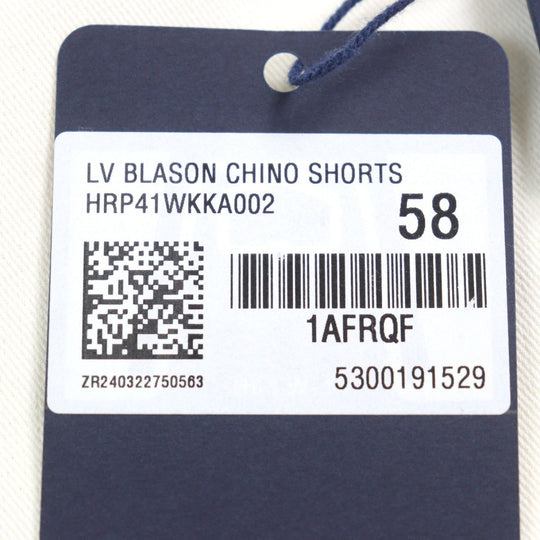 LV BLASON CHINO SHORTS
HRP41WKKA002
58
1AFRQF
ZR240322750563
5300191529